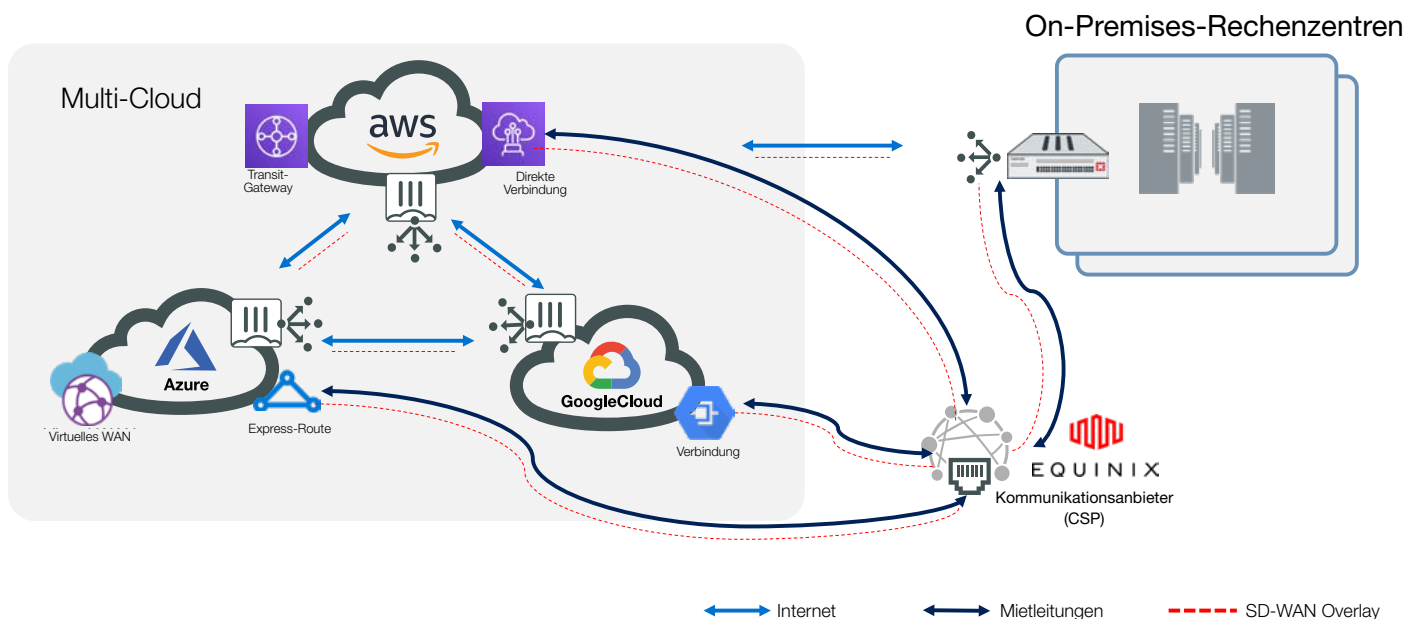 On-Premises-Rechenzentren
Multi-Cloud
aws
Transit-
Gateway
Direkte
Verbindung
Azure
GoogleCloud
Virtuelles WAN
Express-Route
Verbindung
EQUINIX
Kommunikationsanbieter
(CSP)
Internet
Mietleitungen
SD-WAN Overlay